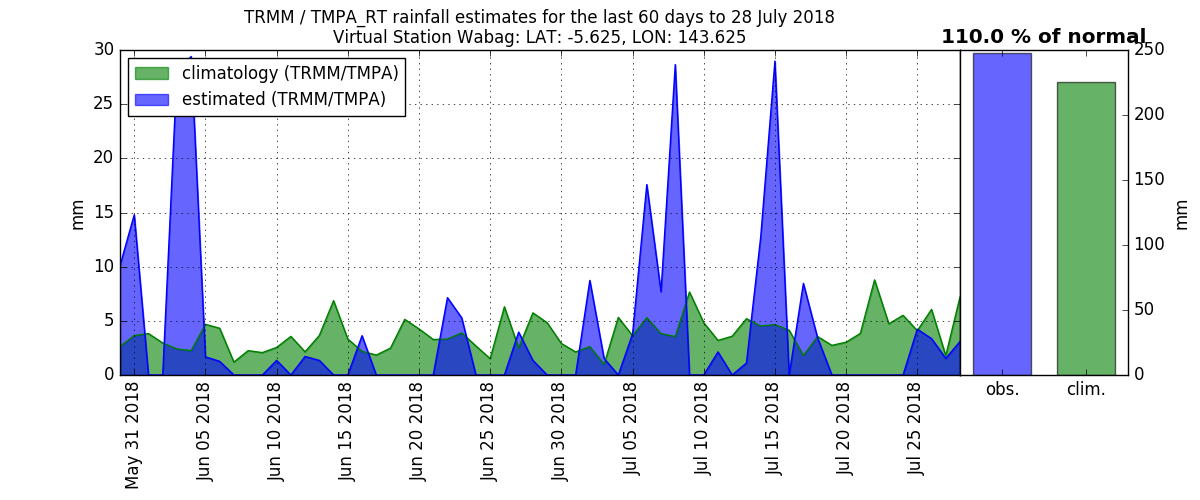 TRMM / TMPA_RT rainfall estimates for the last 60 days to 28 July 2018
Virtual Station Wabag: LAT: -5.625, LON: 143.625
110.0 % of normal
climatology (TRMM/TMPA)
estimated (TRMM/TMPA)
mm
30
25
20
15
10
5
0
May 31 2018
Jun 05 2018
Jun 10 2018
Jun 15 2018
Jun 20 2018
Jun 25 2018
Jun 30 2018
Jul 05 2018
Jul 10 2018
Jul 15 2018
Jul 20 2018
Jul 25 2018
obs.
clim.
250
200
150
100
50
0
mm